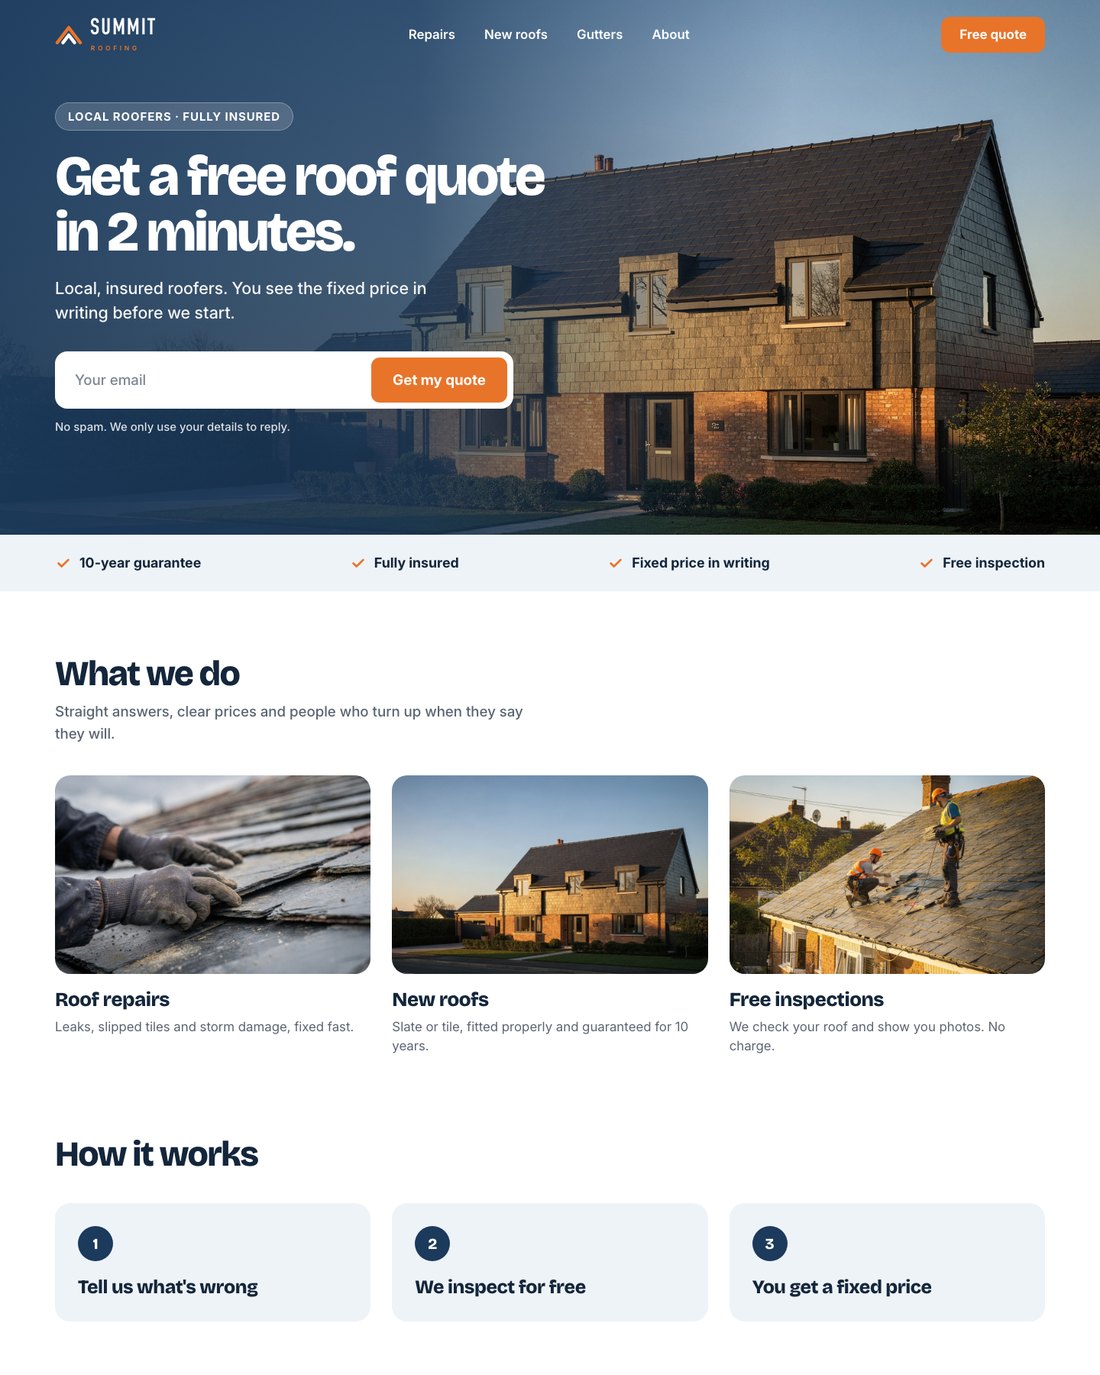 SUMMIT
ROOFING
Repairs
New roofs
Gutters
About
Free quote
LOCAL ROOFERS · FULLY INSURED
Get a free roof quote
in 2 minutes.
Local, insured roofers. You see the fixed price in
writing before we start.
Your email
Get my quote
No spam. We only use your details to reply.
10-year guarantee
Fully insured
Fixed price in writing
Free inspection
What we do
Straight answers, clear prices and people who turn up when they say
they will.
Roof repairs
Leaks, slipped tiles and storm damage, fixed fast.
New roofs
Slate or tile, fitted properly and guaranteed for 10
years.
Free inspections
We check your roof and show you photos. No
charge.
How it works
1
Tell us what's wrong
2
We inspect for free
3
You get a fixed price